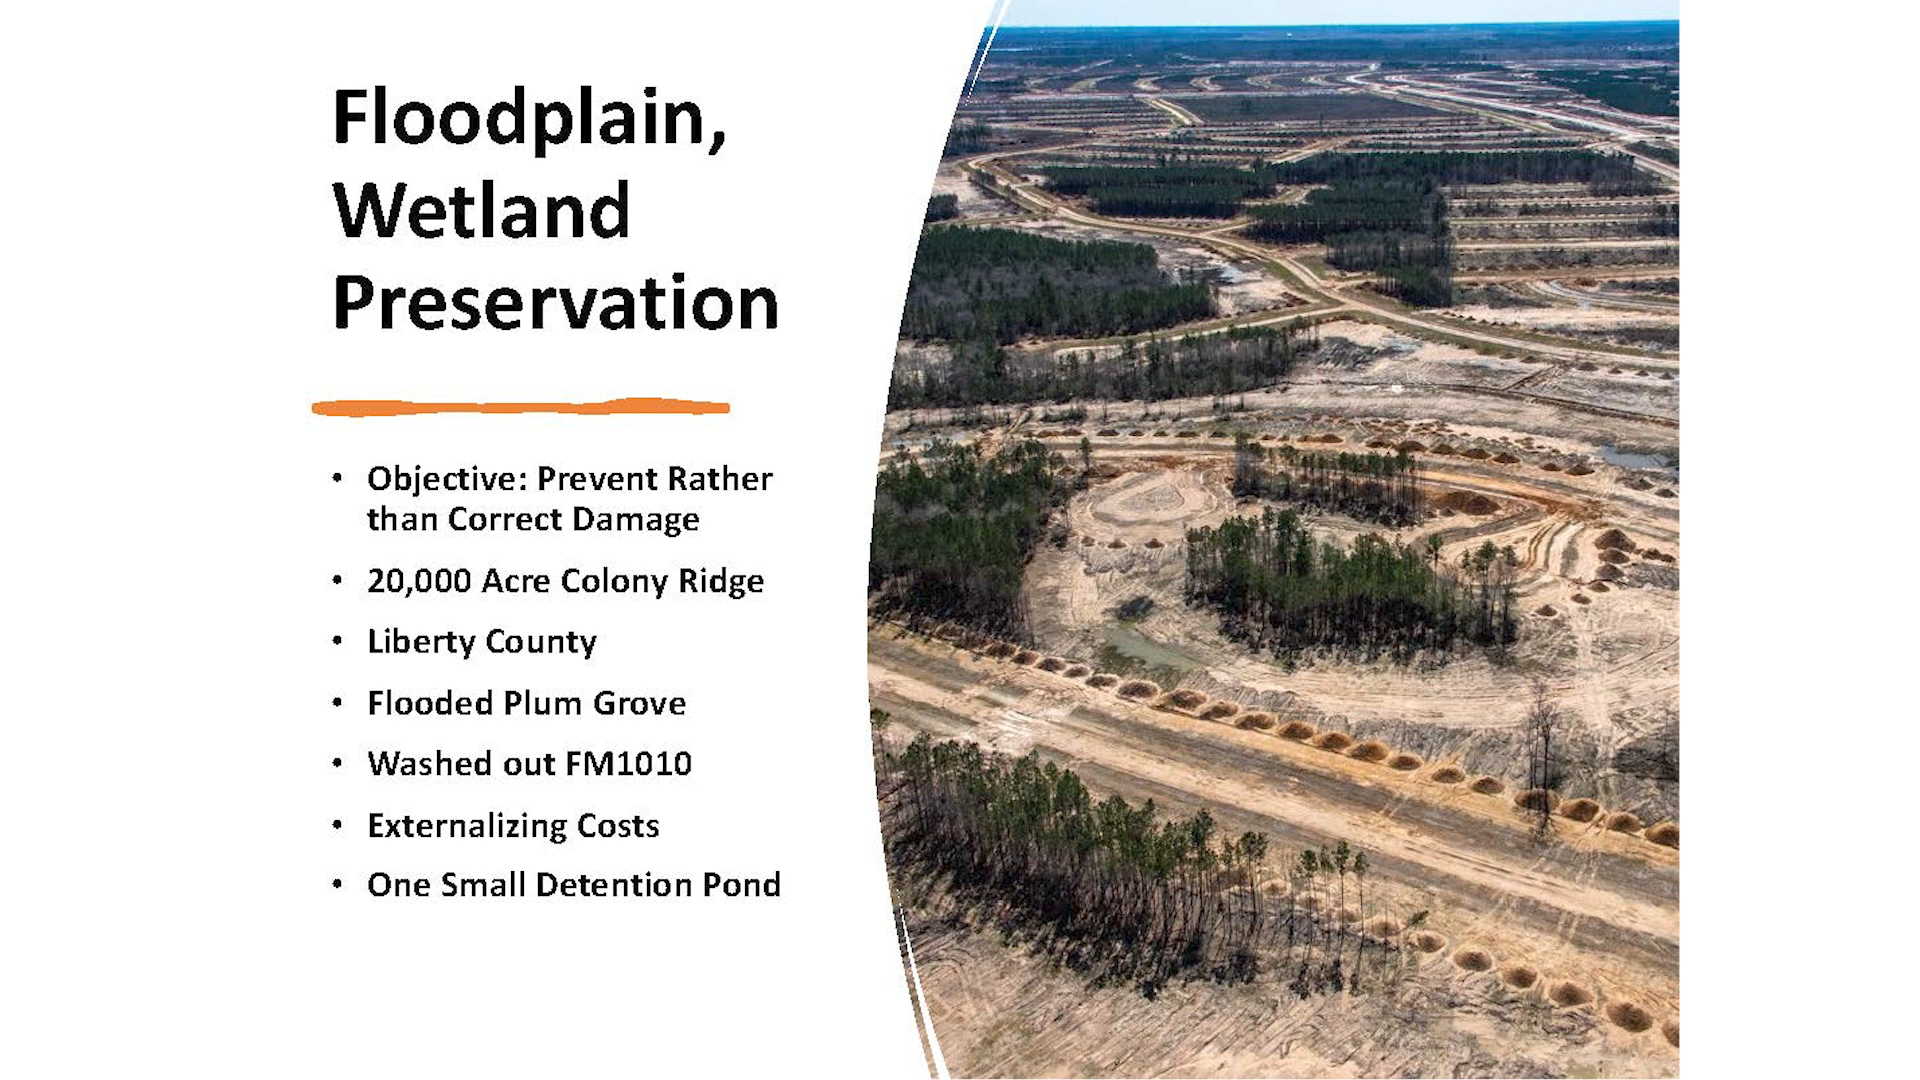 Floodplain,
Wetland
Preservation
• Objective: Prevent Rather
than Correct Damage
• 20,000 Acre Colony Ridge
• Liberty County
• Flooded Plum Grove
• Washed out FM1010
• Externalizing Costs
• One Small Detention Pond